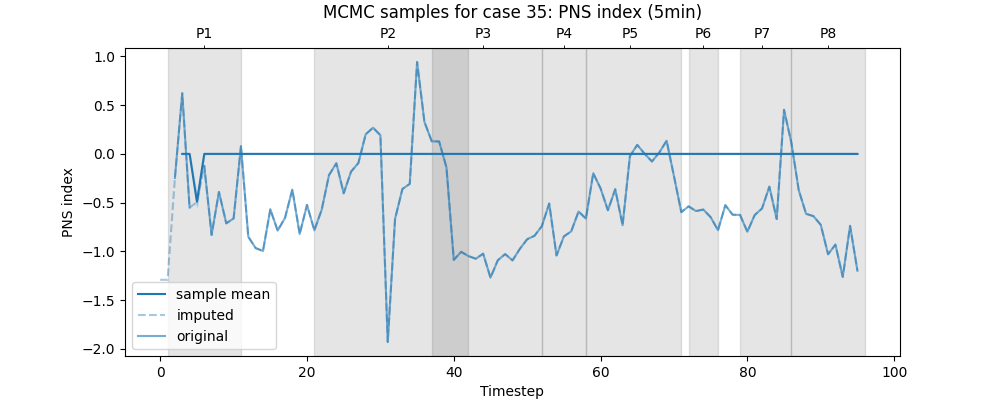 MCMC samples for case 35: PNS index (5min)
P1 P2 P3 P4 P5 P6 P7 P8
1.0
0.5
0.0
−0.5
−1.0
−1.5
−2.0
PNS index
sample mean
imputed
original
0 20 40 60 80 100
Timestep